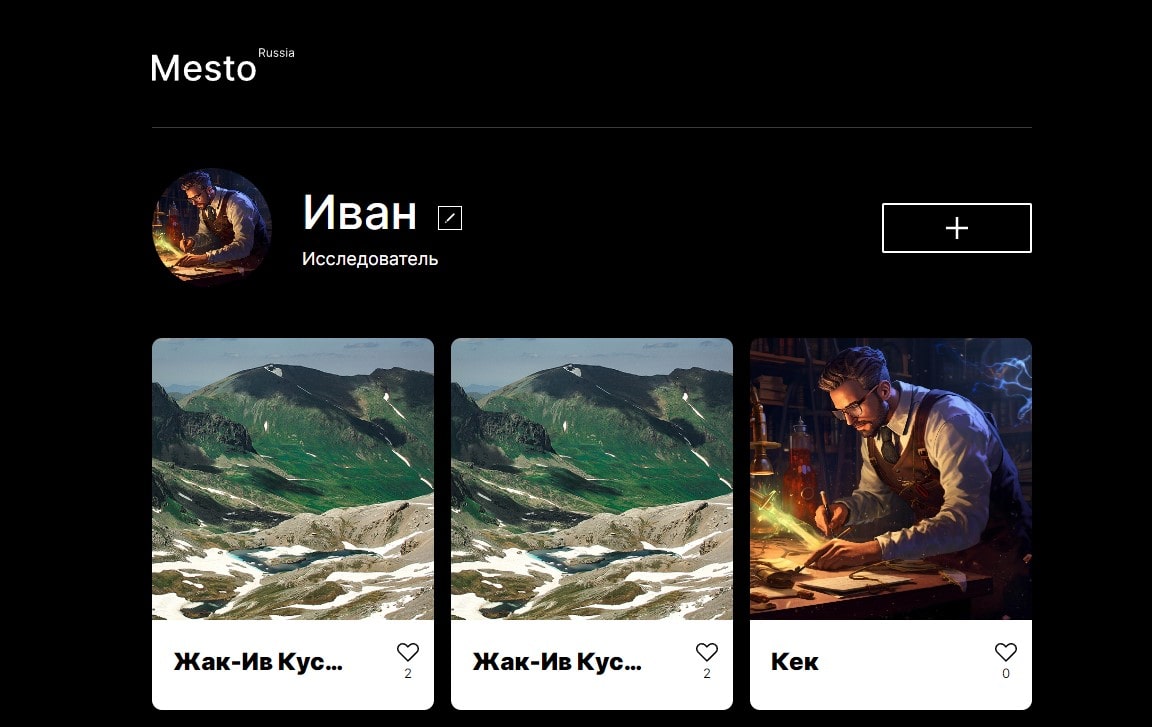 Mesto Russia
Иван
Исследователь
Жак-Ив Кус...
2
Жак-Ив Кус...
2
Кек
0